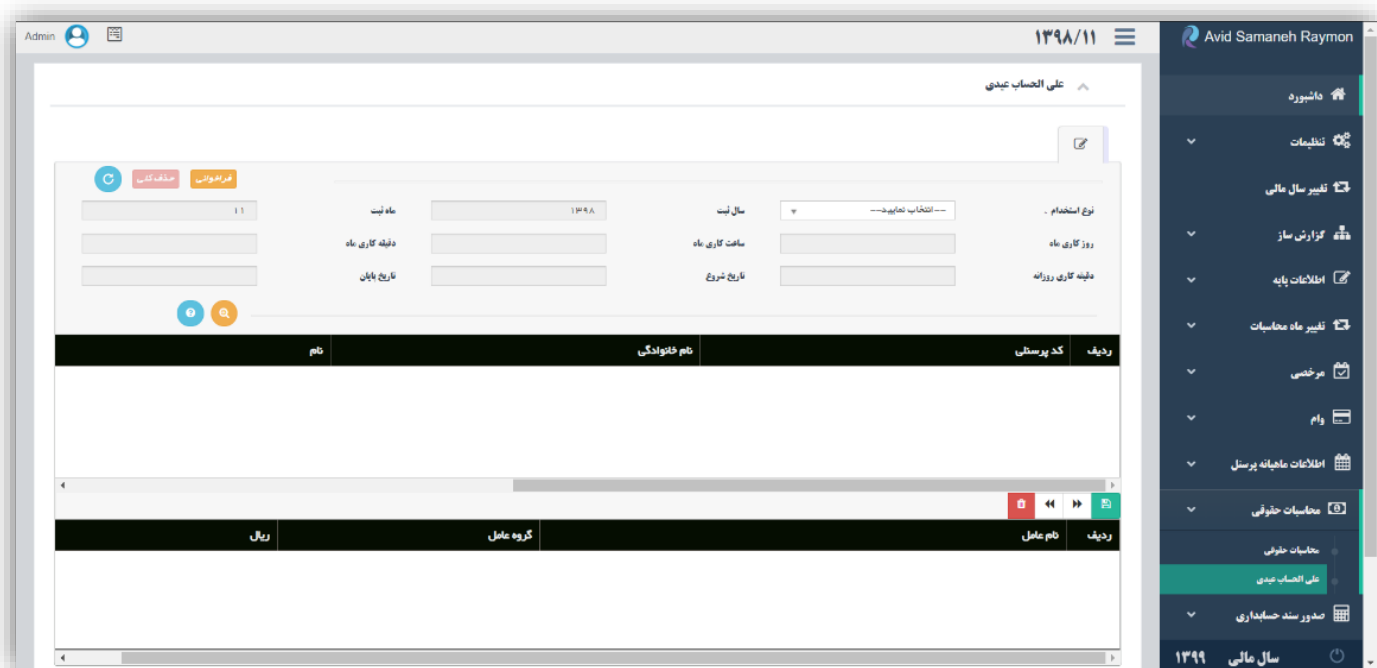 Avid Samaneh Raymon
۱۳۹۸/۱۱
Admin
داشبورد
تنظیمات
تغییر سال مالی
گزارش ساز
اطلاعات پایه
تغییر ماه محاسبات
مرخصی
وام
اطلاعات ماهیانه پرسنل
محاسبات حقوقی
محاسبات حقوقی
علی الحساب عیدی
صدور سند حسابداری
سال مالی ۱۳۹۹
علی الحساب عیدی
فراخوانی حذف کلی
نوع استخدام . --انتخاب نمایید-- سال ثبت ۱۳۹۸ ماه ثبت ۱۱
روز کاری ماه ساعت کاری ماه دقیقه کاری ماه
دقیقه کاری روزانه تاریخ شروع تاریخ پایان
ردیف کد پرسنلی نام خانوادگی نام
ردیف نام عامل گروه عامل ریال